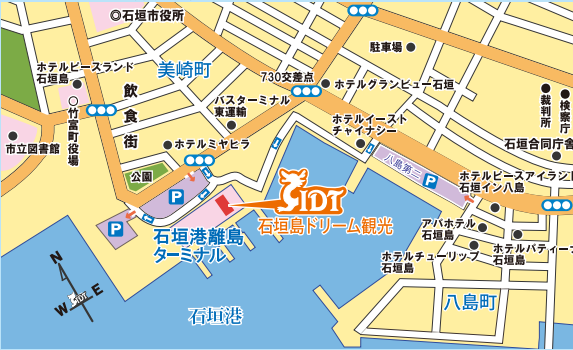 ◎石垣市役所
美崎町
駐車場
730交差点
ホテルピースランド
石垣島
ホテルグランビュー石垣
飲食街
○竹富町役場
バスターミナル
東運輸
ホテルイースト
チャイナシー
検察庁
裁判所
石垣合同庁舎
市立図書館
ホテルミヤヒラ
公園
P
八島第二 P
ホテルピースアイランド
石垣イン八島
IDT
石垣島ドリーム観光
P
石垣港離島
ターミナル
アパホテル
石垣島
ホテルパティーナ
石垣島
ホテルチューリップ
石垣島
N
W IDT E
石垣港
八島町